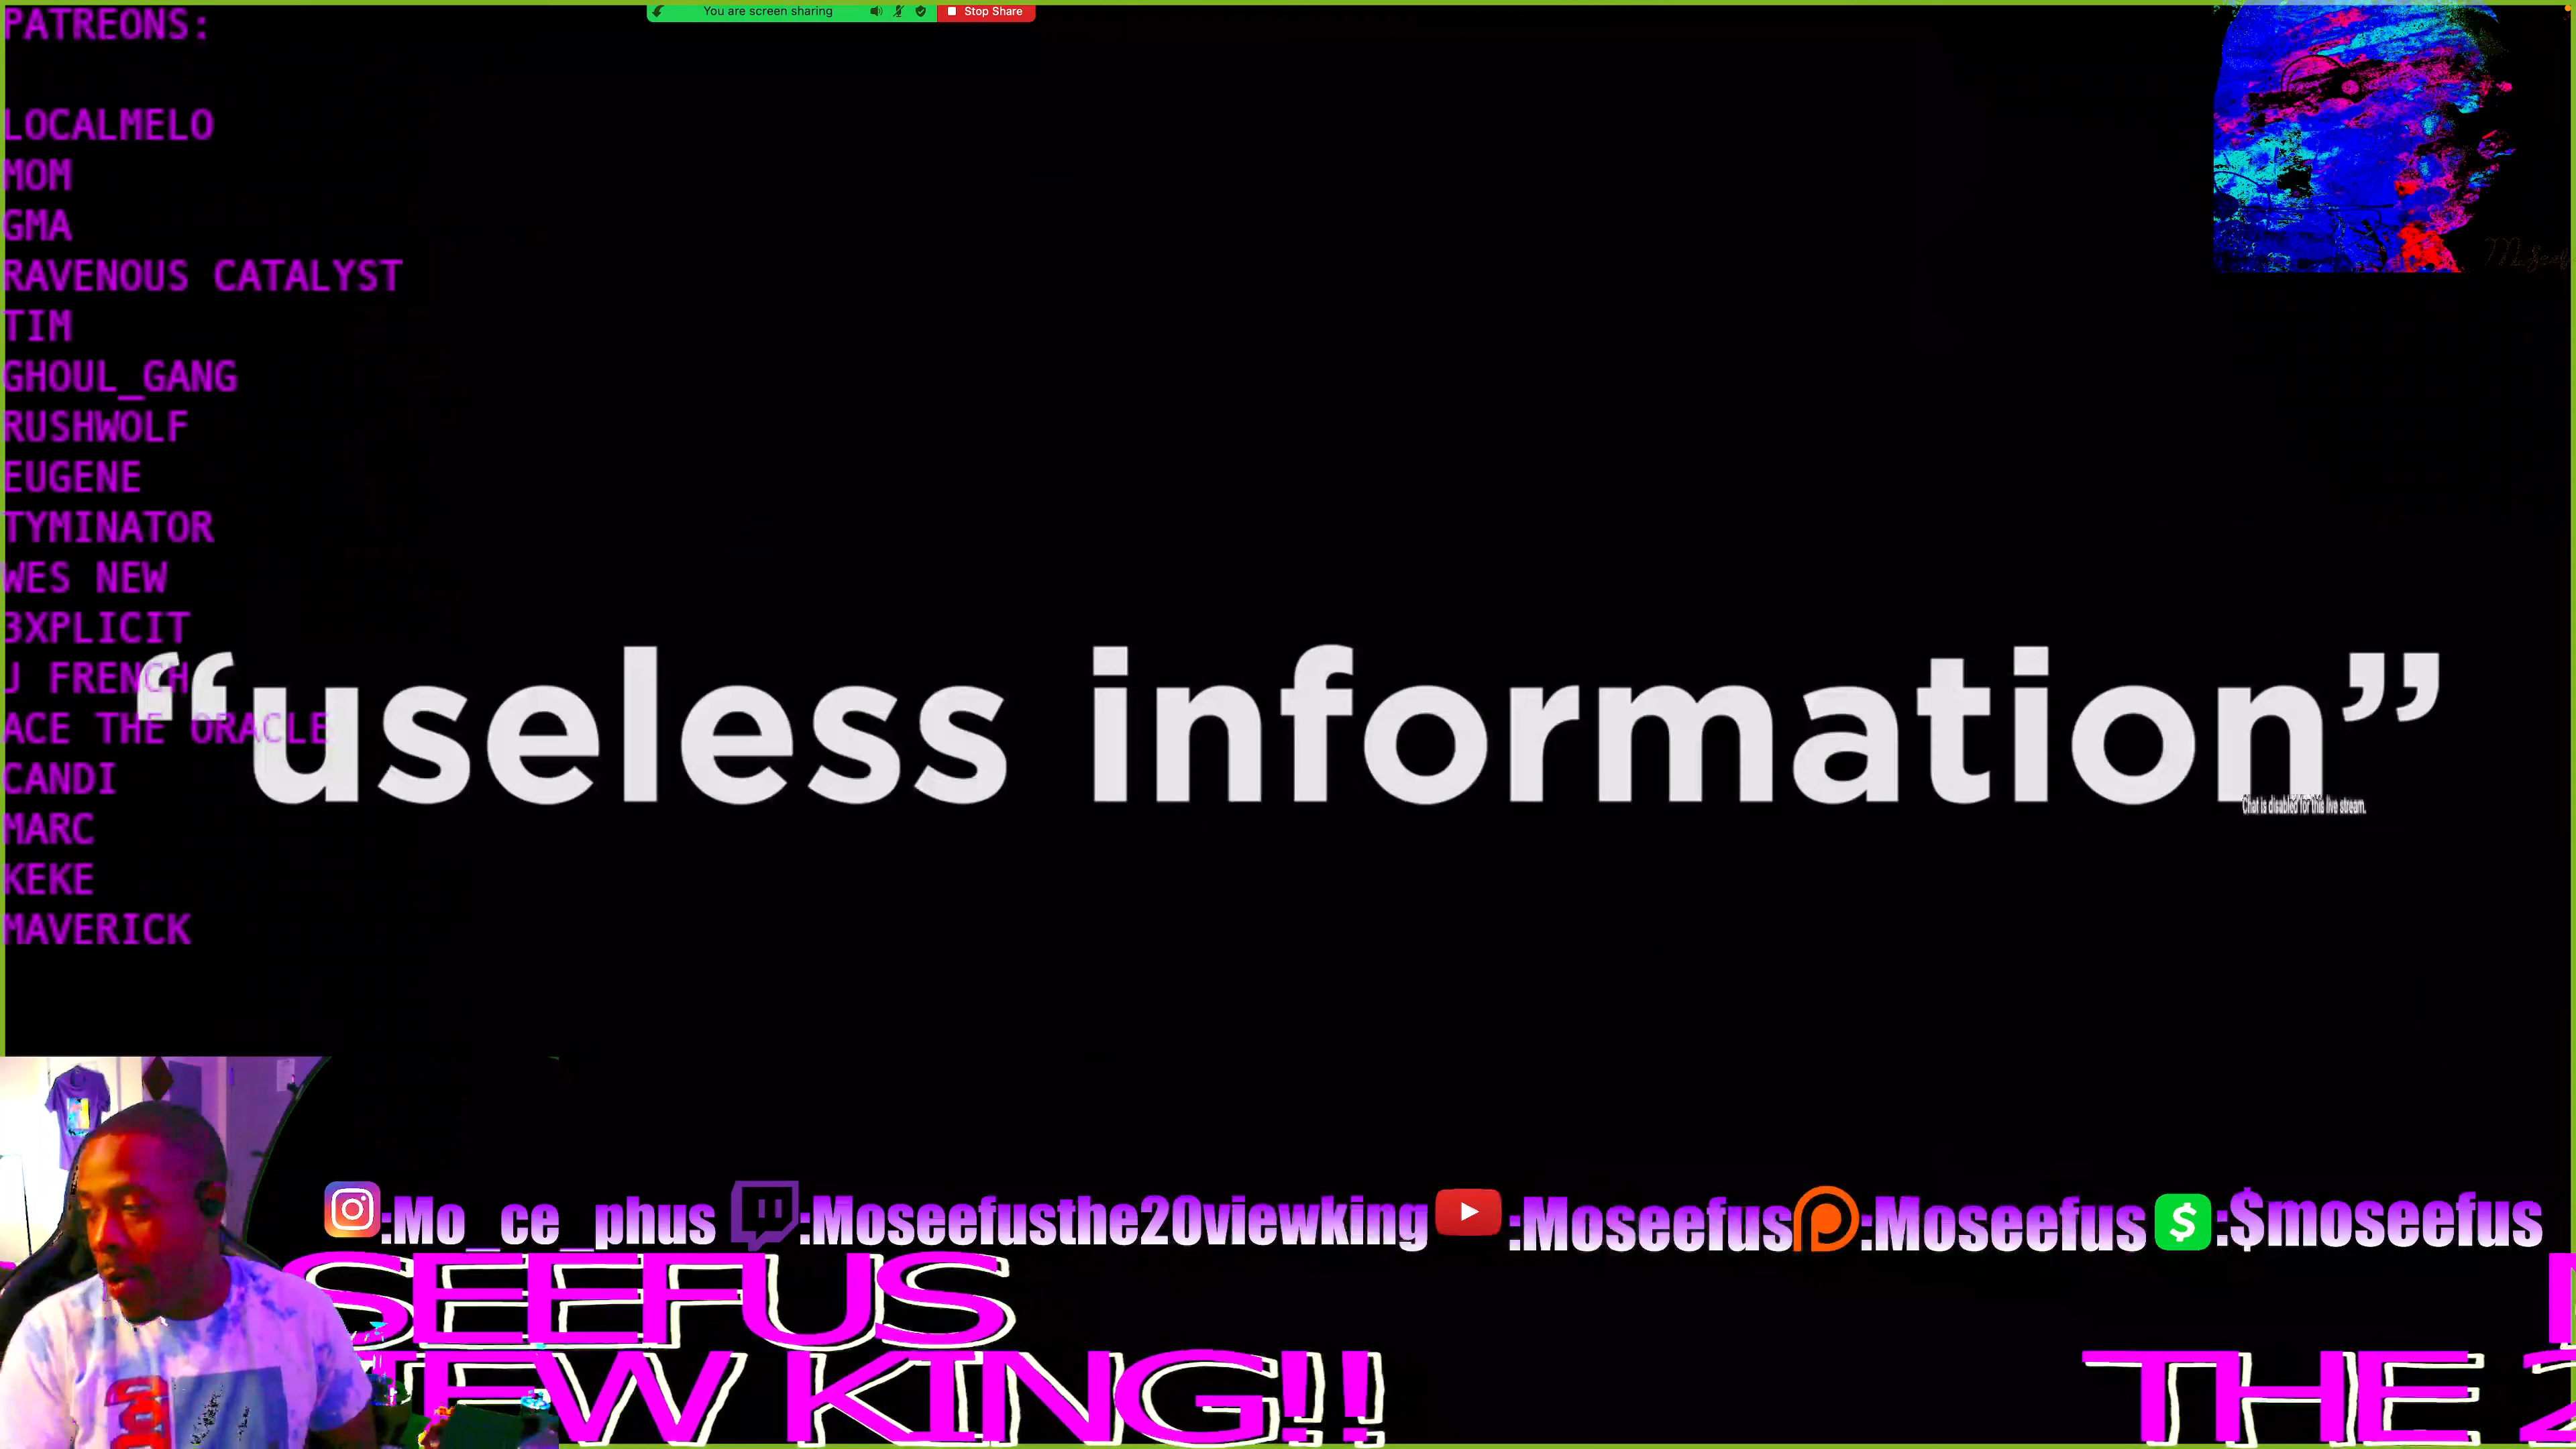 You are screen sharing Stop Share
PATREONS:
LOCALMELO
MOM
GMA
RAVENOUS CATALYST
TIM
GHOUL_GANG
RUSHWOLF
EUGENE
TYMINATOR
WES NEW
3XPLICIT
J FRENCH
ACE THE ORACLE
CANDI
MARC
KEKE
MAVERICK
“useless information”
Chat is disabled for this live stream.
:Mo_ce_phus :Moseefusthe20viewking :Moseefus :Moseefus :$moseefus
SEEFUS
EW KING!! THE 2